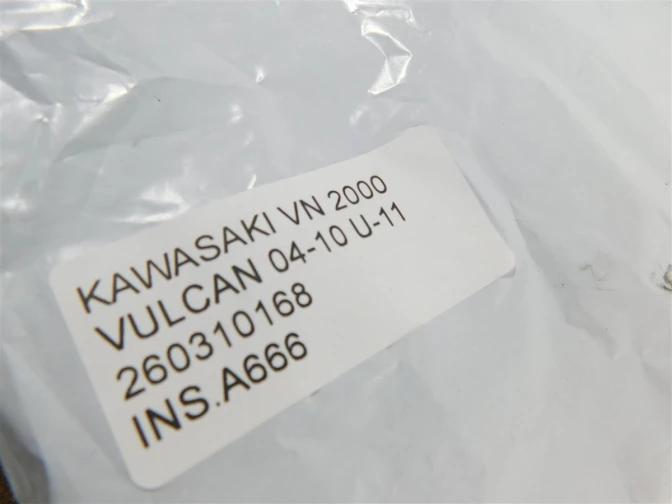 KAWASAKI VN 2000
VULCAN 04-10 U-11
260310168
INS.A666